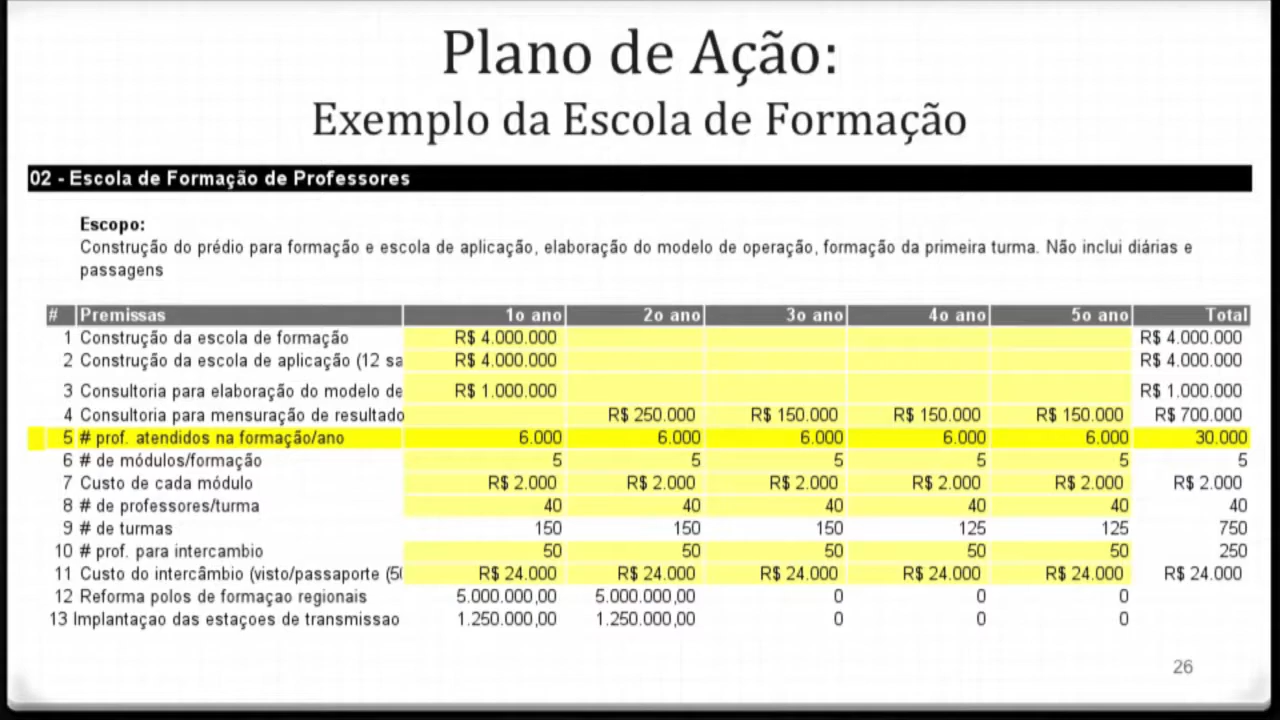 Plano de Ação:
Exemplo da Escola de Formação
02 - Escola de Formação de Professores
Escopo:
Construção do prédio para formação e escola de aplicação, elaboração do modelo de operação, formação da primeira turma. Não inclui diárias e
passagens
# Premissas 1o ano 2o ano 3o ano 4o ano 5o ano Total
1 Construção da escola de formação R$ 4.000.000 R$ 4.000.000
2 Construção da escola de aplicação (12 sa R$ 4.000.000 R$ 4.000.000
3 Consultoria para elaboração do modelo de R$ 1.000.000 R$ 1.000.000
4 Consultoria para mensuração de resultado R$ 250.000 R$ 150.000 R$ 150.000 R$ 150.000 R$ 700.000
5 # prof. atendidos na formação/ano 6.000 6.000 6.000 6.000 6.000 30.000
6 # de módulos/formação 5 5 5 5 5 5
7 Custo de cada módulo R$ 2.000 R$ 2.000 R$ 2.000 R$ 2.000 R$ 2.000 R$ 2.000
8 # de professores/turma 40 40 40 40 40 40
9 # de turmas 150 150 150 125 125 750
10 # prof. para intercambio 50 50 50 50 50 250
11 Custo do intercâmbio (visto/passaporte (50 R$ 24.000 R$ 24.000 R$ 24.000 R$ 24.000 R$ 24.000 R$ 24.000
12 Reforma polos de formaçao regionais 5.000.000,00 5.000.000,00 0 0 0
13 Implantaçao das estaçoes de transmissao 1.250.000,00 1.250.000,00 0 0 0
26